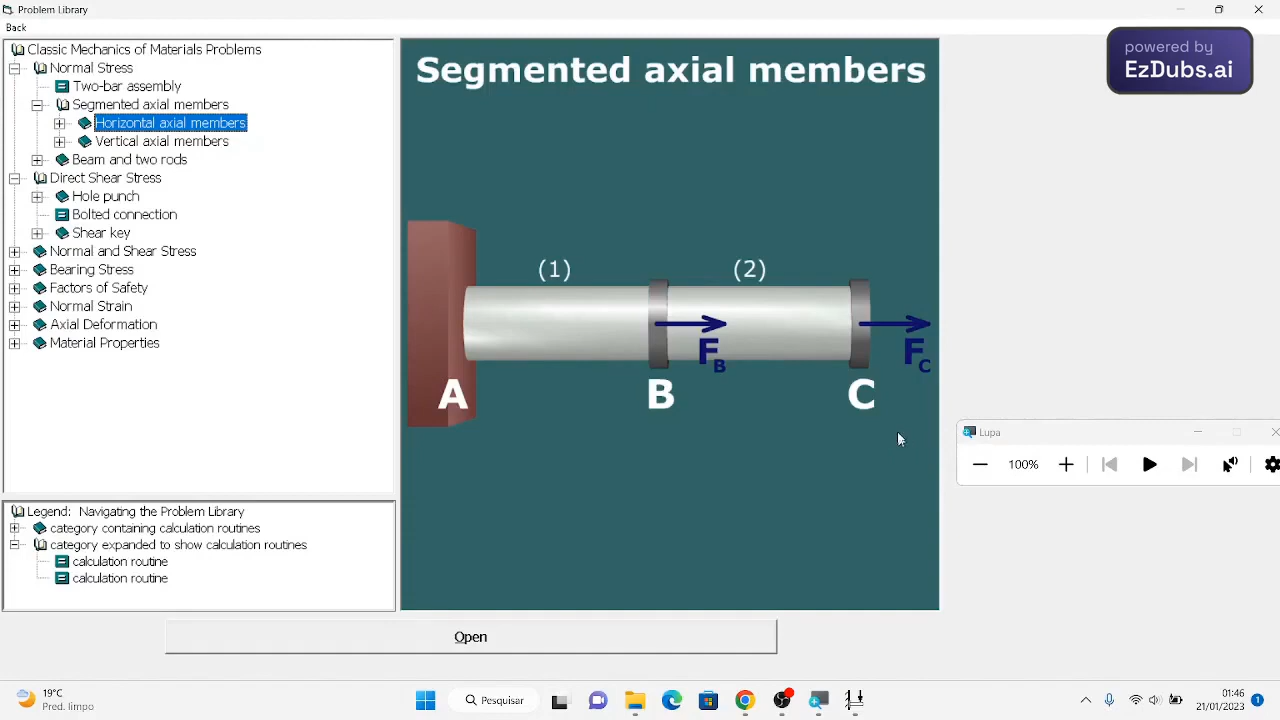 Problem Library
Back
Classic Mechanics of Materials Problems
Normal Stress
Two-bar assembly
Segmented axial members
Horizontal axial members
Vertical axial members
Beam and two rods
Direct Shear Stress
Hole punch
Bolted connection
Shear key
Normal and Shear Stress
Bearing Stress
Factors of Safety
Normal Strain
Axial Deformation
Material Properties
Legend: Navigating the Problem Library
category containing calculation routines
category expanded to show calculation routines
calculation routine
calculation routine
Segmented axial members
(1) (2)
FB FC
A B C
Open
powered by
EzDubs.ai
Lupa
100%
19°C
Pred. limpo
Pesquisar
01:46
21/01/2023
1